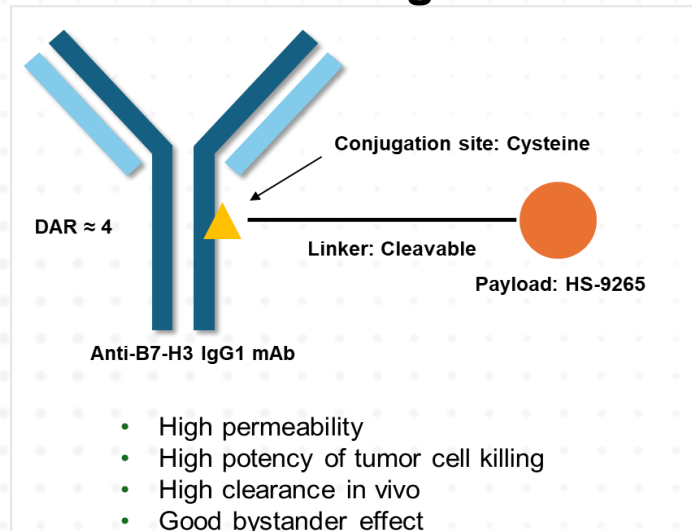 Conjugation site: Cysteine
DAR ≈ 4
Linker: Cleavable
Payload: HS-9265
Anti-B7-H3 IgG1 mAb
• High permeability
• High potency of tumor cell killing
• High clearance in vivo
• Good bystander effect